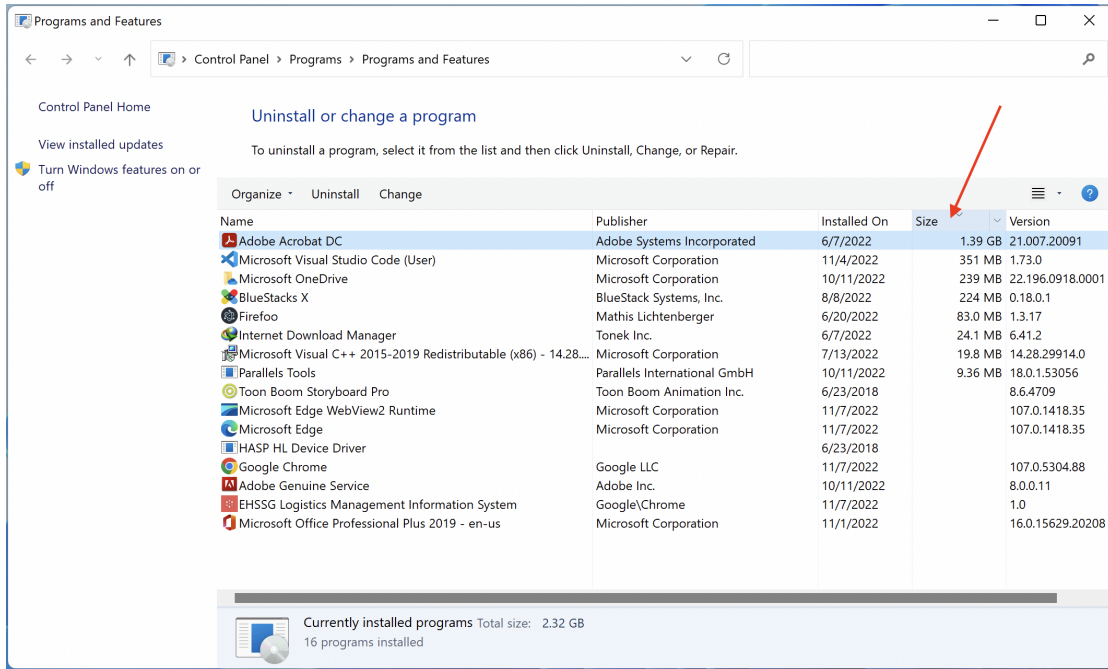 Programs and Features
Control Panel > Programs > Programs and Features
Control Panel Home
View installed updates
Turn Windows features on or
off
Uninstall or change a program
To uninstall a program, select it from the list and then click Uninstall, Change, or Repair.
Organize Uninstall Change
Name Publisher Installed On Size Version
Adobe Acrobat DC Adobe Systems Incorporated 6/7/2022 1.39 GB 21.007.20091
Microsoft Visual Studio Code (User) Microsoft Corporation 11/4/2022 351 MB 1.73.0
Microsoft OneDrive Microsoft Corporation 10/11/2022 239 MB 22.196.0918.0001
BlueStacks X BlueStack Systems, Inc. 8/8/2022 224 MB 0.18.0.1
Firefoo Mathis Lichtenberger 6/20/2022 83.0 MB 1.3.17
Internet Download Manager Tonek Inc. 6/7/2022 24.1 MB 6.41.2
Microsoft Visual C++ 2015-2019 Redistributable (x86) - 14.28.... Microsoft Corporation 7/13/2022 19.8 MB 14.28.29914.0
Parallels Tools Parallels International GmbH 10/11/2022 9.36 MB 18.0.1.53056
Toon Boom Storyboard Pro Toon Boom Animation Inc. 6/23/2018 8.6.4709
Microsoft Edge WebView2 Runtime Microsoft Corporation 11/7/2022 107.0.1418.35
Microsoft Edge Microsoft Corporation 11/7/2022 107.0.1418.35
HASP HL Device Driver 6/23/2018
Google Chrome Google LLC 11/7/2022 107.0.5304.88
Adobe Genuine Service Adobe Inc. 10/11/2022 8.0.0.11
EHSSG Logistics Management Information System Google\Chrome 11/7/2022 1.0
Microsoft Office Professional Plus 2019 - en-us Microsoft Corporation 11/1/2022 16.0.15629.20208
Currently installed programs Total size: 2.32 GB
16 programs installed